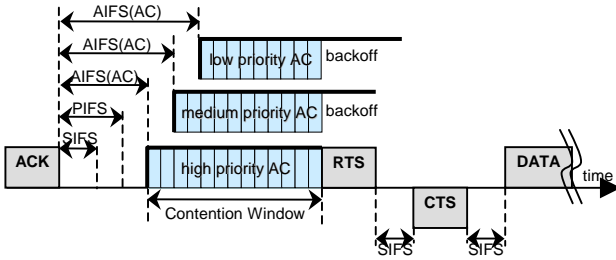 AIFS(AC)
AIFS(AC)
low priority AC
backoff
AIFS(AC)
PIFS
medium priority AC
backoff
SIFS
ACK
high priority AC
RTS
DATA
time
Contention Window
CTS
SIFS
SIFS